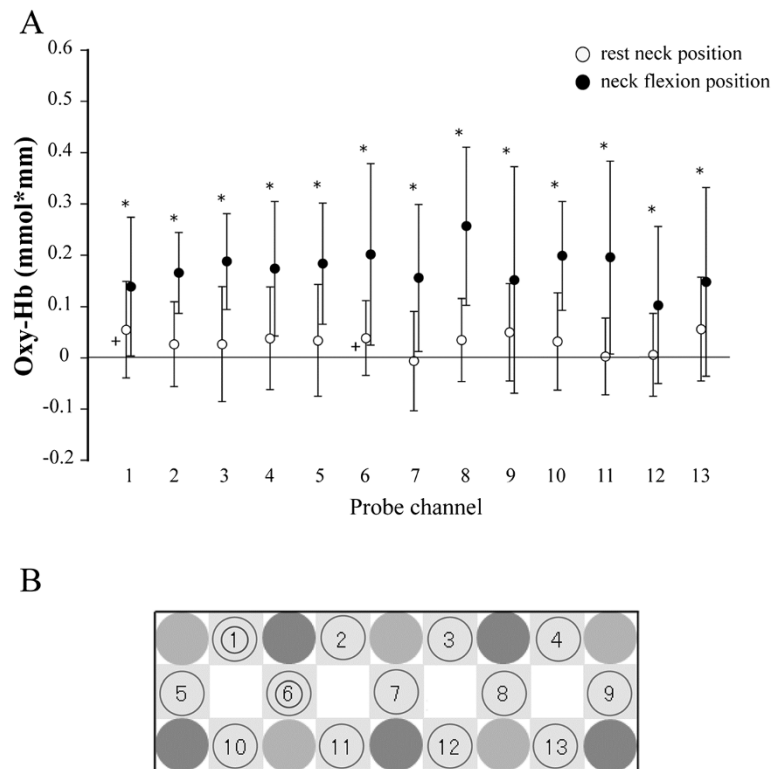 A
0.6
0.5
0.4
0.3
0.2
0.1
0
-0.1
-0.2
Oxy-Hb (mmol*mm)
rest neck position
neck flexion position
* * * * * * * * * * * * *
+ +
1 2 3 4 5 6 7 8 9 10 11 12 13
Probe channel
B
1 2 3 4
5 6 7 8 9
10 11 12 13